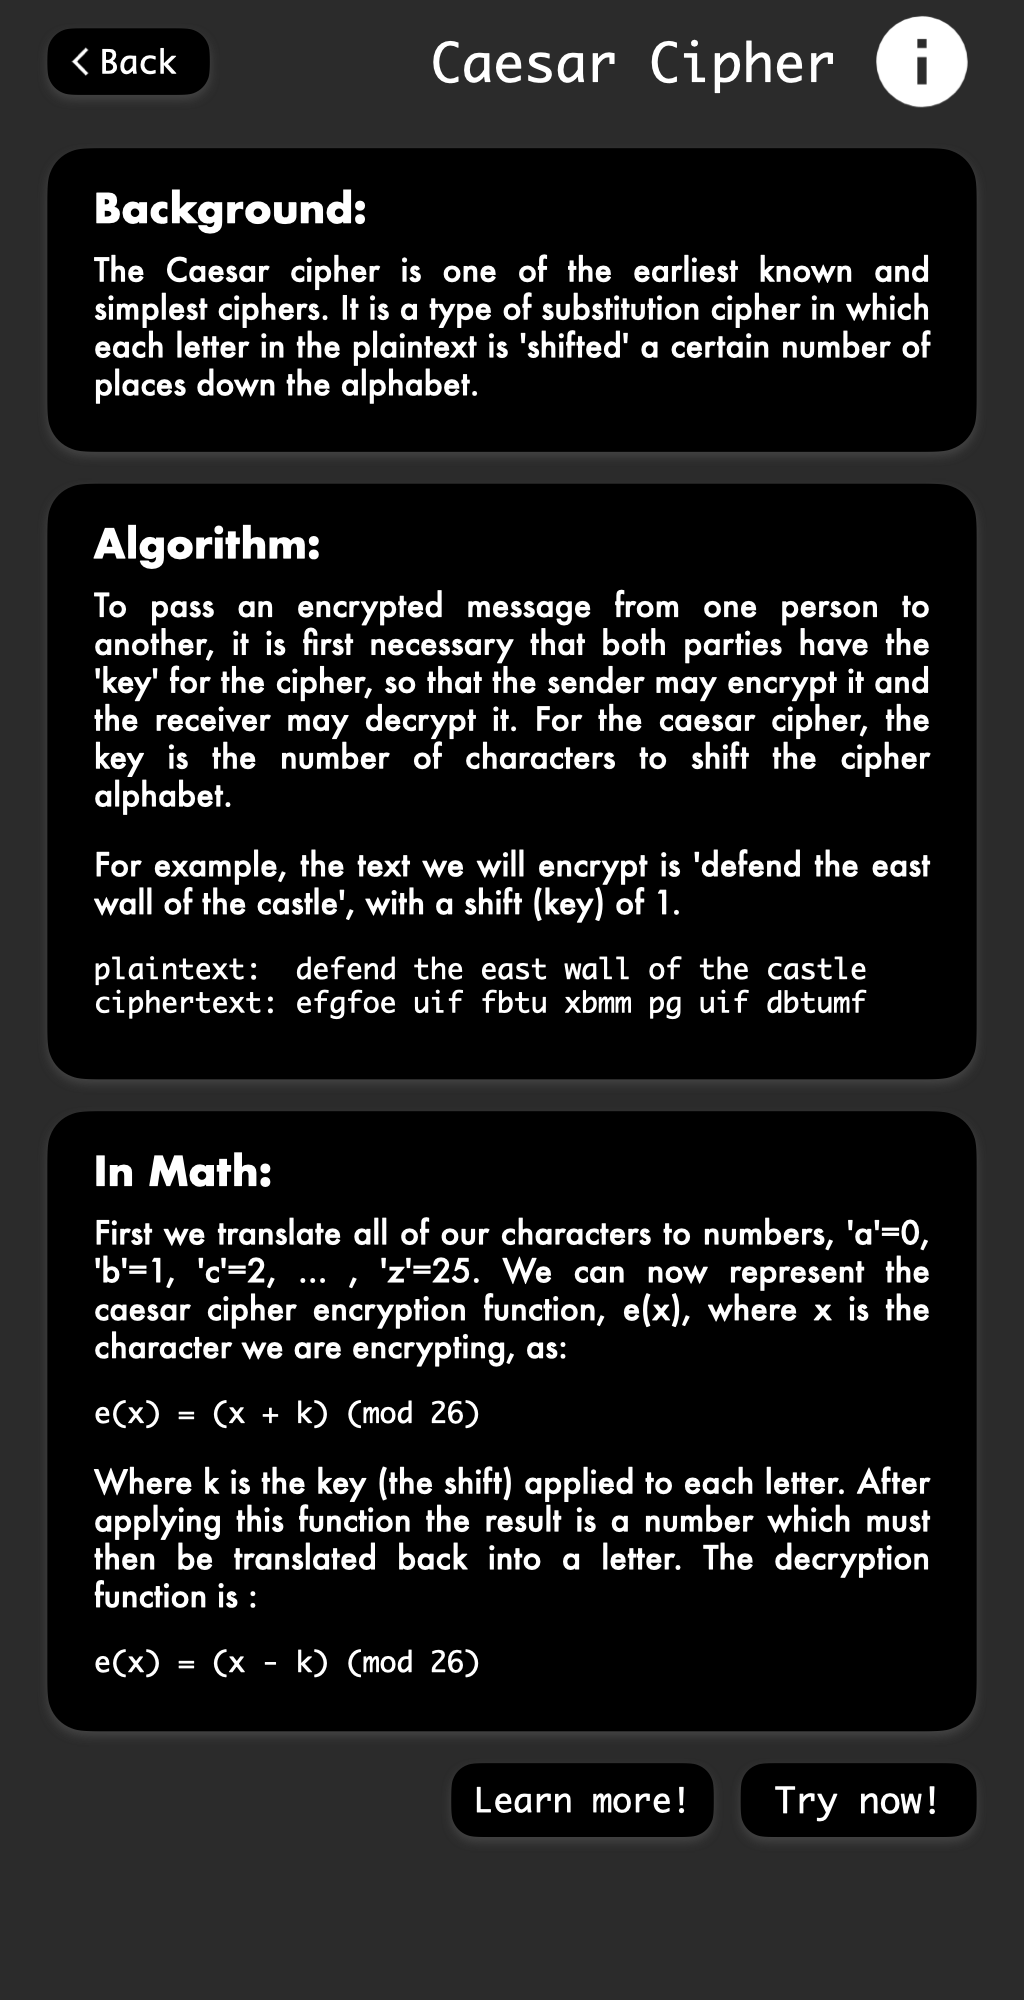 Back
Caesar Cipher
i
Background:
The Caesar cipher is one of the earliest known and
simplest ciphers. It is a type of substitution cipher in which
each letter in the plaintext is 'shifted' a certain number of
places down the alphabet.
Algorithm:
To pass an encrypted message from one person to
another, it is first necessary that both parties have the
'key' for the cipher, so that the sender may encrypt it and
the receiver may decrypt it. For the caesar cipher, the
key is the number of characters to shift the cipher
alphabet.
For example, the text we will encrypt is 'defend the east
wall of the castle', with a shift (key) of 1.
plaintext:  defend the east wall of the castle
ciphertext: efgfoe uif fbtu xbmm pg uif dbtumf
In Math:
First we translate all of our characters to numbers, 'a'=0,
'b'=1, 'c'=2, ... , 'z'=25. We can now represent the
caesar cipher encryption function, e(x), where x is the
character we are encrypting, as:
e(x) = (x + k) (mod 26)
Where k is the key (the shift) applied to each letter. After
applying this function the result is a number which must
then be translated back into a letter. The decryption
function is :
e(x) = (x - k) (mod 26)
Learn more!
Try now!